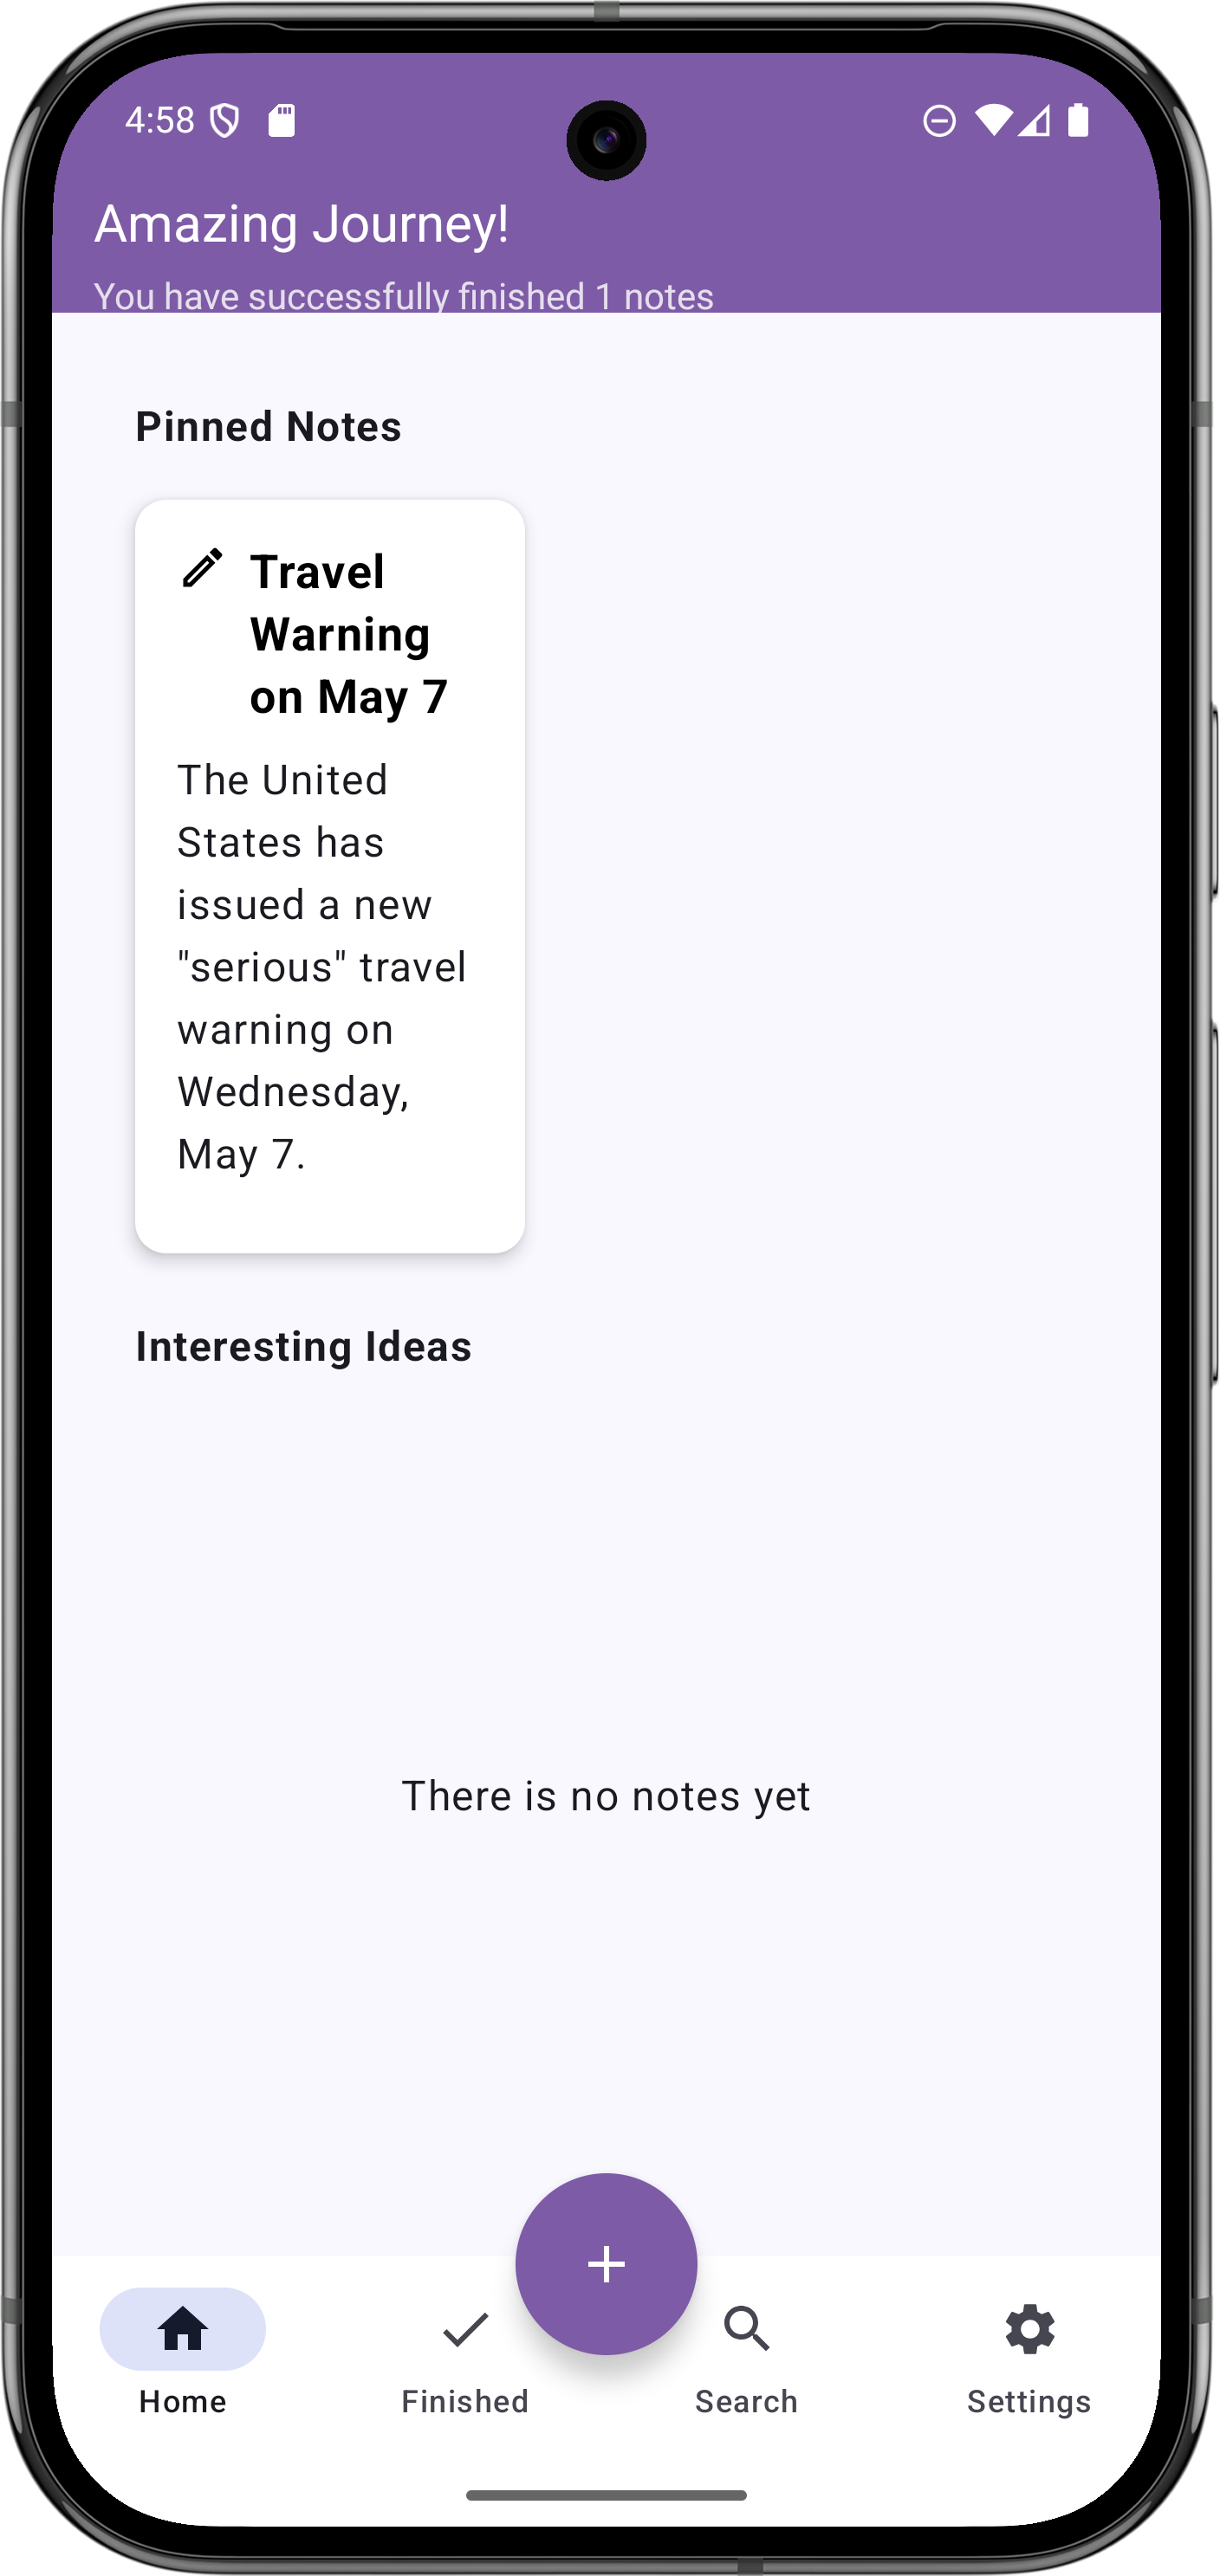 4:58
Amazing Journey!
You have successfully finished 1 notes
Pinned Notes
Travel
Warning
on May 7
The United
States has
issued a new
"serious" travel
warning on
Wednesday,
May 7.
Interesting Ideas
There is no notes yet
Home
Finished
Search
Settings